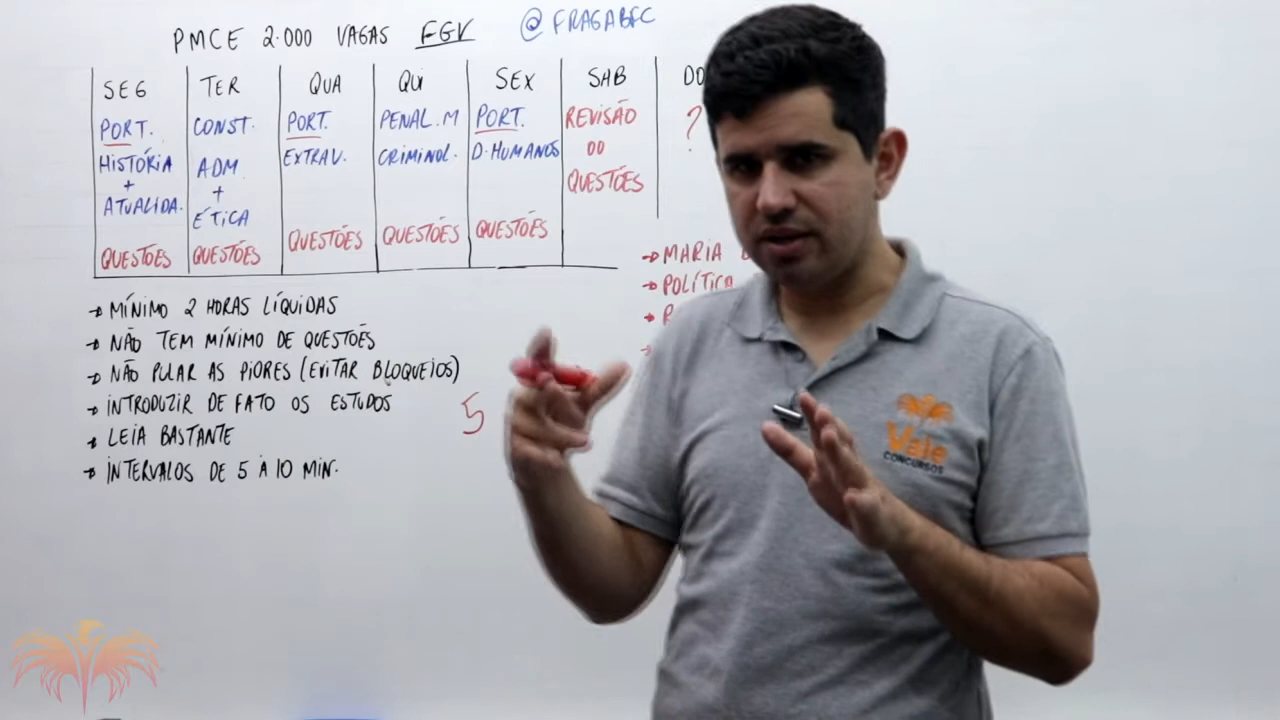 PMCE 2.000 VAGAS FGV @FRAGABFC
SEG TER QUA QUI SEX SAB DO
PORT. CONST. PORT. PENAL.M PORT. REVISÃO ?
HISTÓRIA ADM EXTRAV. CRIMINOL. D.HUMANOS DO
+ + QUESTÕES
ATUALIDA. ÉTICA
QUESTÕES QUESTÕES QUESTÕES QUESTÕES QUESTÕES
→ MARIA
→ POLÍTICA
→ MÍNIMO 2 HORAS LÍQUIDAS
→ NÃO TEM MÍNIMO DE QUESTÕES
→ NÃO PULAR AS PIORES (EVITAR BLOQUEIOS)
→ INTRODUZIR DE FATO OS ESTUDOS 5
→ LEIA BASTANTE
→ INTERVALOS DE 5 À 10 MIN.
Vale
CONCURSOS